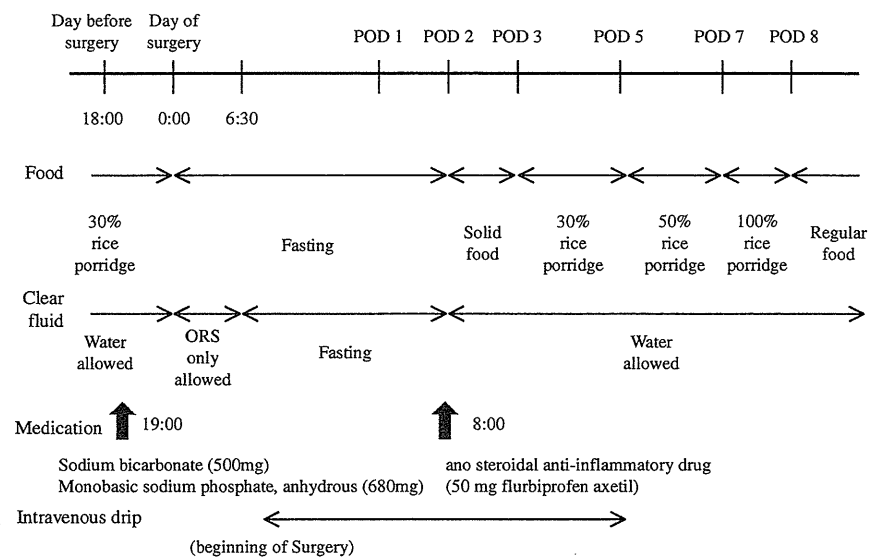 Day before
surgery
Day of
surgery
POD 1
POD 2
POD 3
POD 5
POD 7
POD 8
18:00
0:00
6:30
Food
30%
rice
porridge
Fasting
Solid
food
30%
rice
porridge
50%
rice
porridge
100%
rice
porridge
Regular
food
Clear
fluid
Water
allowed
ORS
only
allowed
Fasting
Water
allowed
Medication
19:00
8:00
Sodium bicarbonate (500mg)
Monobasic sodium phosphate, anhydrous (680mg)
ano steroidal anti-inflammatory drug
(50 mg flurbiprofen axetil)
Intravenous drip
(beginning of Surgery)